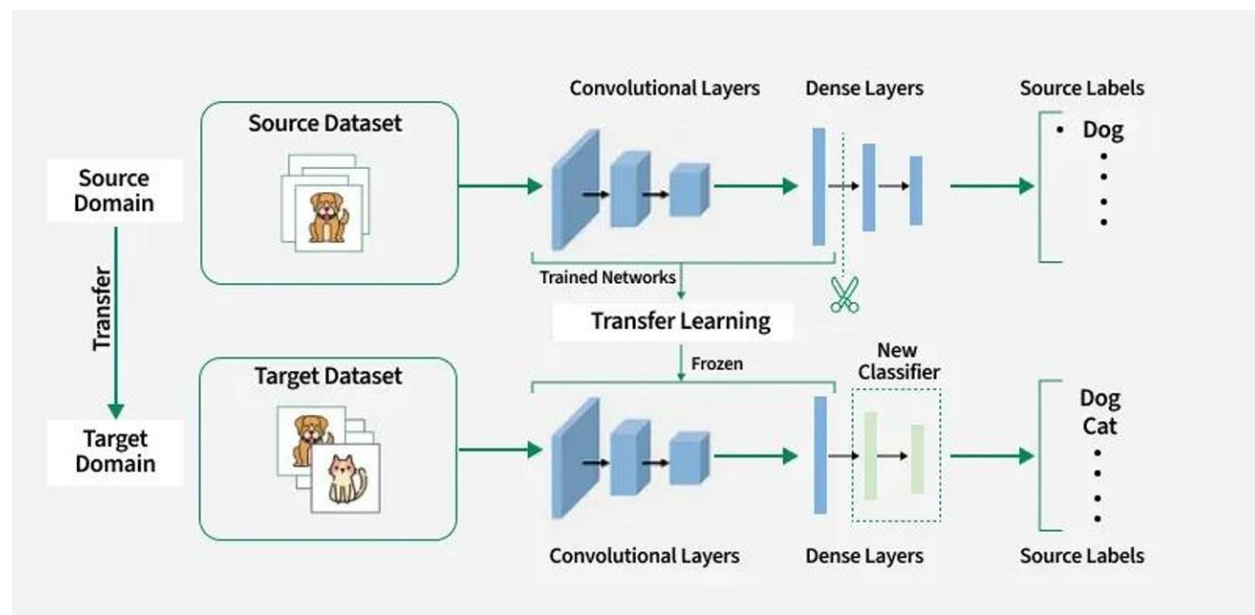 Convolutional Layers
Dense Layers
Source Labels
Source Dataset
Dog
Source
Domain
Trained Networks
Transfer
Transfer Learning
Frozen
New
Classifier
Target Dataset
Dog
Cat
Target
Domain
Convolutional Layers
Dense Layers
Source Labels